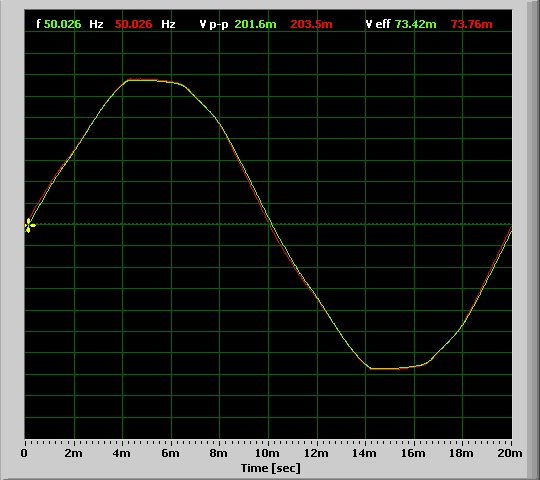 f 50.026 Hz 50.026 Hz V p-p 201.6m 203.5m V eff 73.42m 73.76m
0 2m 4m 6m 8m 10m 12m 14m 16m 18m 20m
Time [sec]